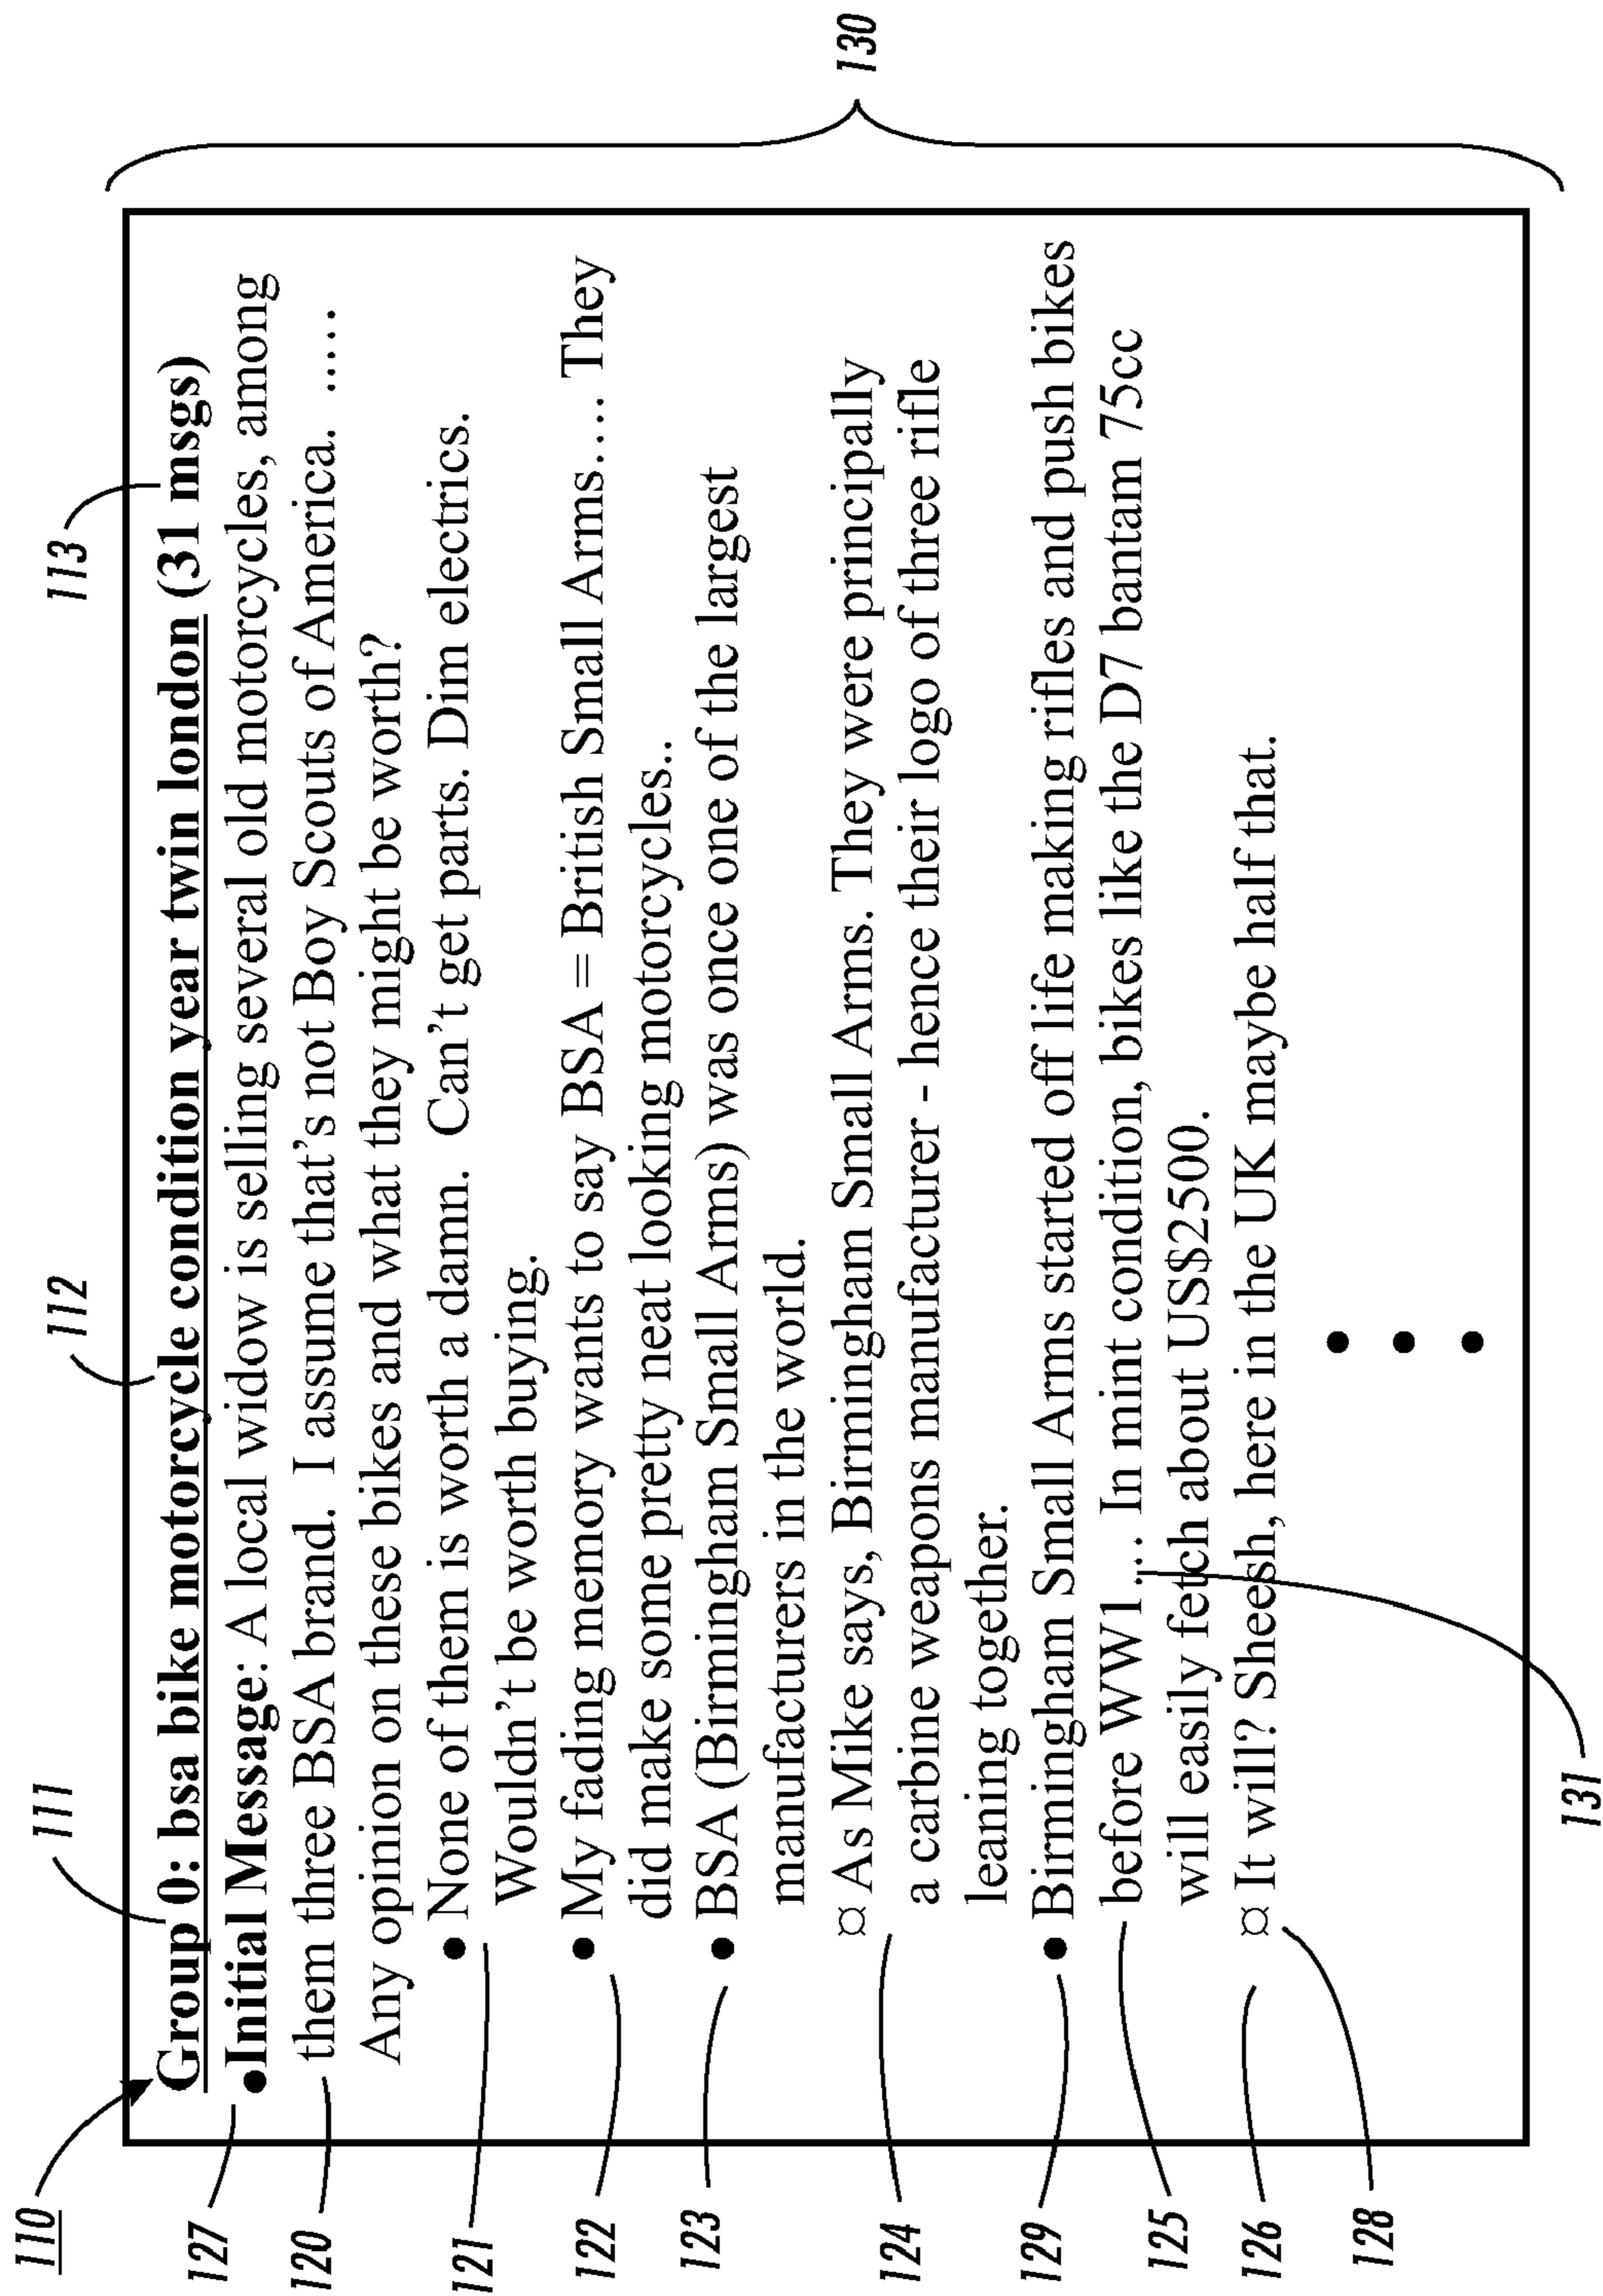 110
111
112
113
Group 0: bsa bike motorcycle condition year twin london (31 msgs)
127
•Initial Message: A local widow is selling several old motorcycles, among
120
them three BSA brand. I assume that's not Boy Scouts of America. .....
Any opinion on these bikes and what they might be worth?
121
• None of them is worth a damn. Can't get parts. Dim electrics.
Wouldn't be worth buying.
122
• My fading memory wants to say BSA = British Small Arms.... They
did make some pretty neat looking motorcycles..
123
• BSA (Birmingham Small Arms) was once one of the largest
manufacturers in the world.
124
¤ As Mike says, Birmingham Small Arms. They were principally
a carbine weapons manufacturer - hence their logo of three rifle
leaning together.
129
• Birmingham Small Arms started off life making rifles and push bikes
125
before WW1 ... In mint condition, bikes like the D7 bantam 75cc
will easily fetch about US$2500.
126
128
¤ It will? Sheesh, here in the UK maybe half that.
•
•
•
131
130